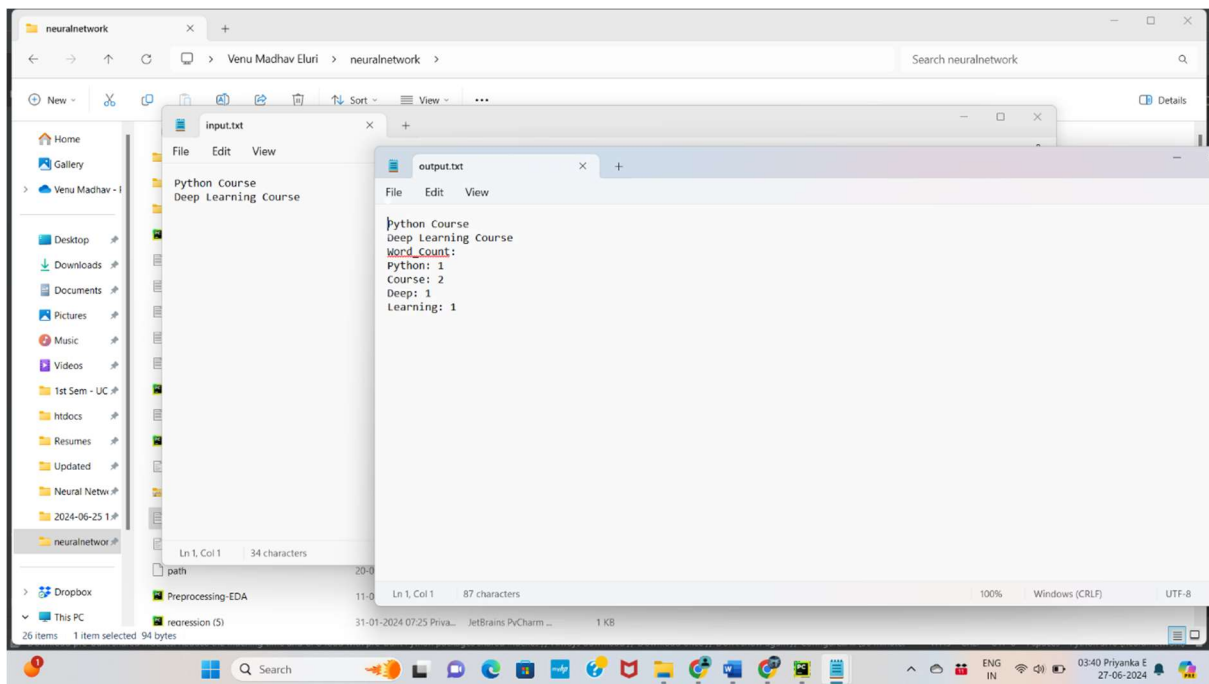 neuralnetwork
Venu Madhav Eluri > neuralnetwork >
Search neuralnetwork
New
Sort
View
Details
Home
Gallery
Venu Madhav -
Desktop
Downloads
Documents
Pictures
Music
Videos
1st Sem - UC
htdocs
Resumes
Updated
Neural Netw
2024-06-25 1
neuralnetwor
Dropbox
This PC
input.txt
File Edit View
Python Course
Deep Learning Course
Ln 1, Col 1 34 characters
output.txt
File Edit View
Python Course
Deep Learning Course
Word_Count:
Python: 1
Course: 2
Deep: 1
Learning: 1
Ln 1, Col 1 87 characters 100% Windows (CRLF) UTF-8
path 20-0
Preprocessing-EDA 11-0
regression (5) 31-01-2024 07:25 Priva... JetBrains PyCharm ... 1 KB
26 items 1 item selected 94 bytes
Search
ENG
IN
03:40 Priyanka E
27-06-2024